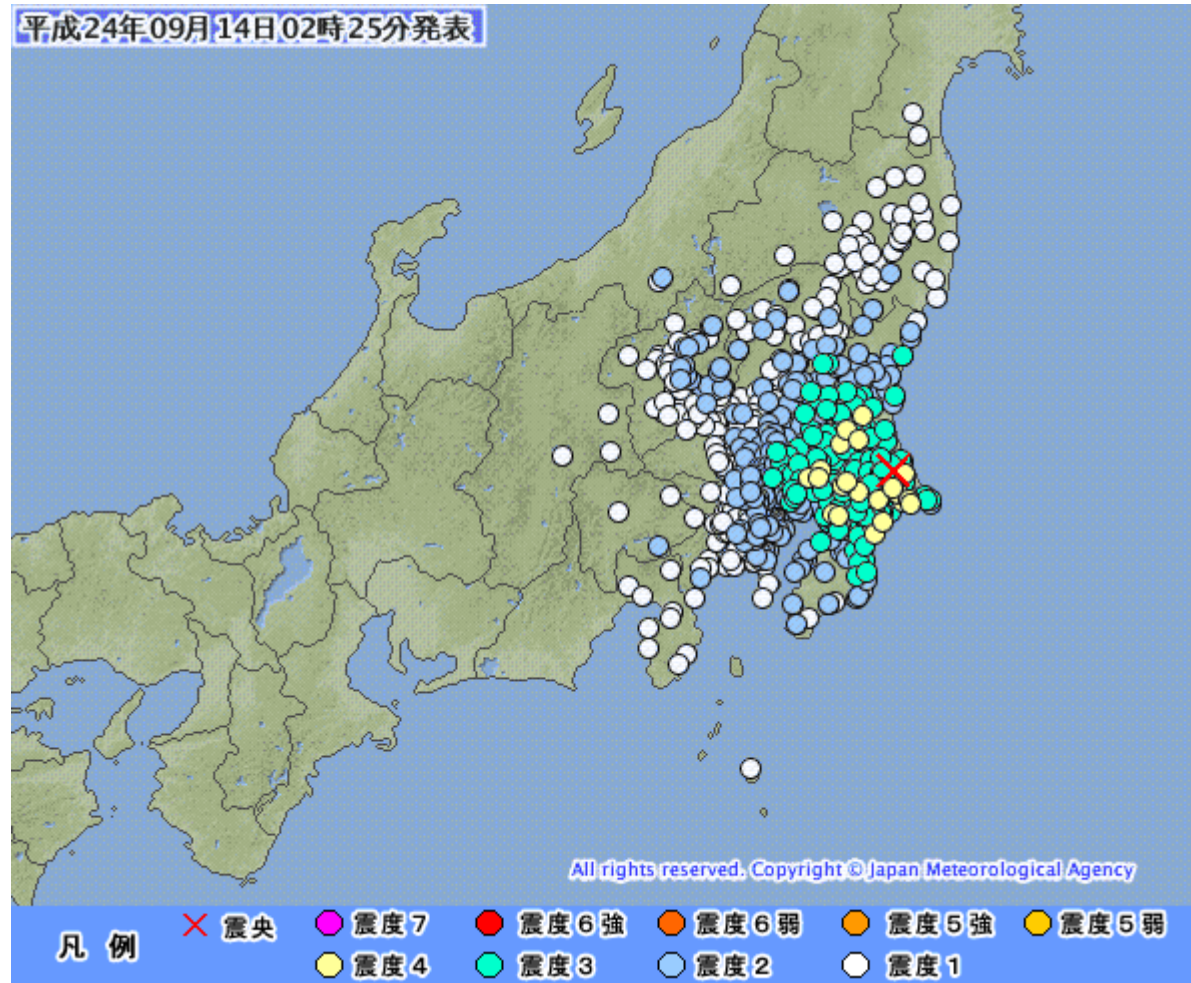 平成24年09月14日02時25分発表
All rights reserved. Copyright © Japan Meteorological Agency
凡 例
震央 震度7 震度6強 震度6弱 震度5強 震度5弱
震度4 震度3 震度2 震度1